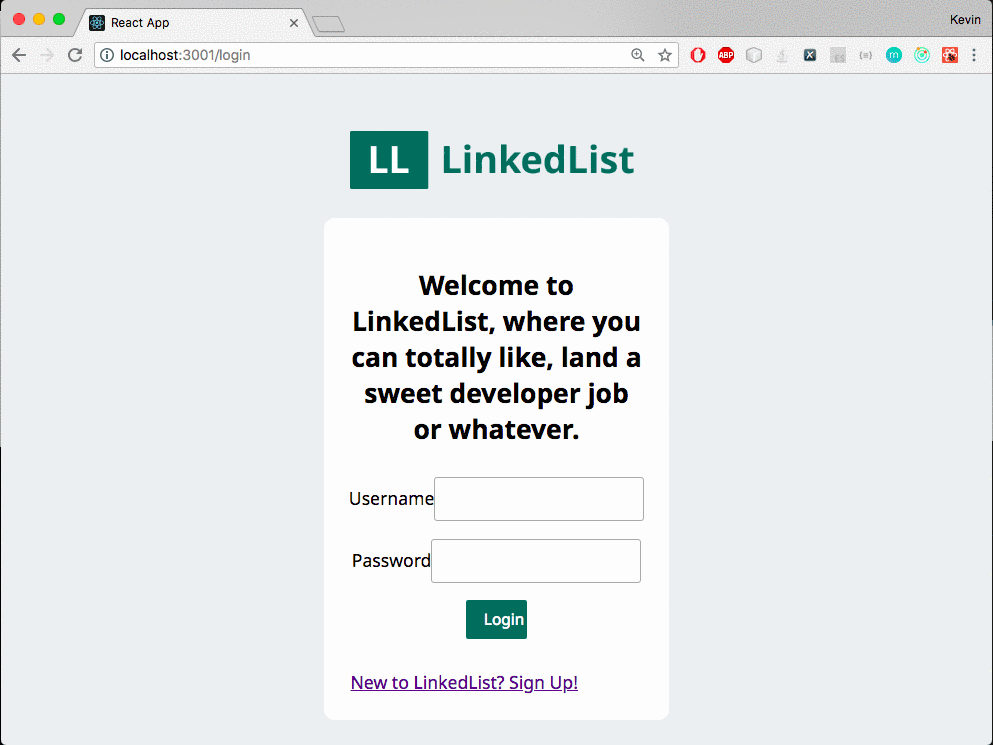 React App
Kevin
localhost:3001/login
ABP
LL LinkedList
Welcome to
LinkedList, where you
can totally like, land a
sweet developer job
or whatever.
Username
Password
Login
New to LinkedList? Sign Up!